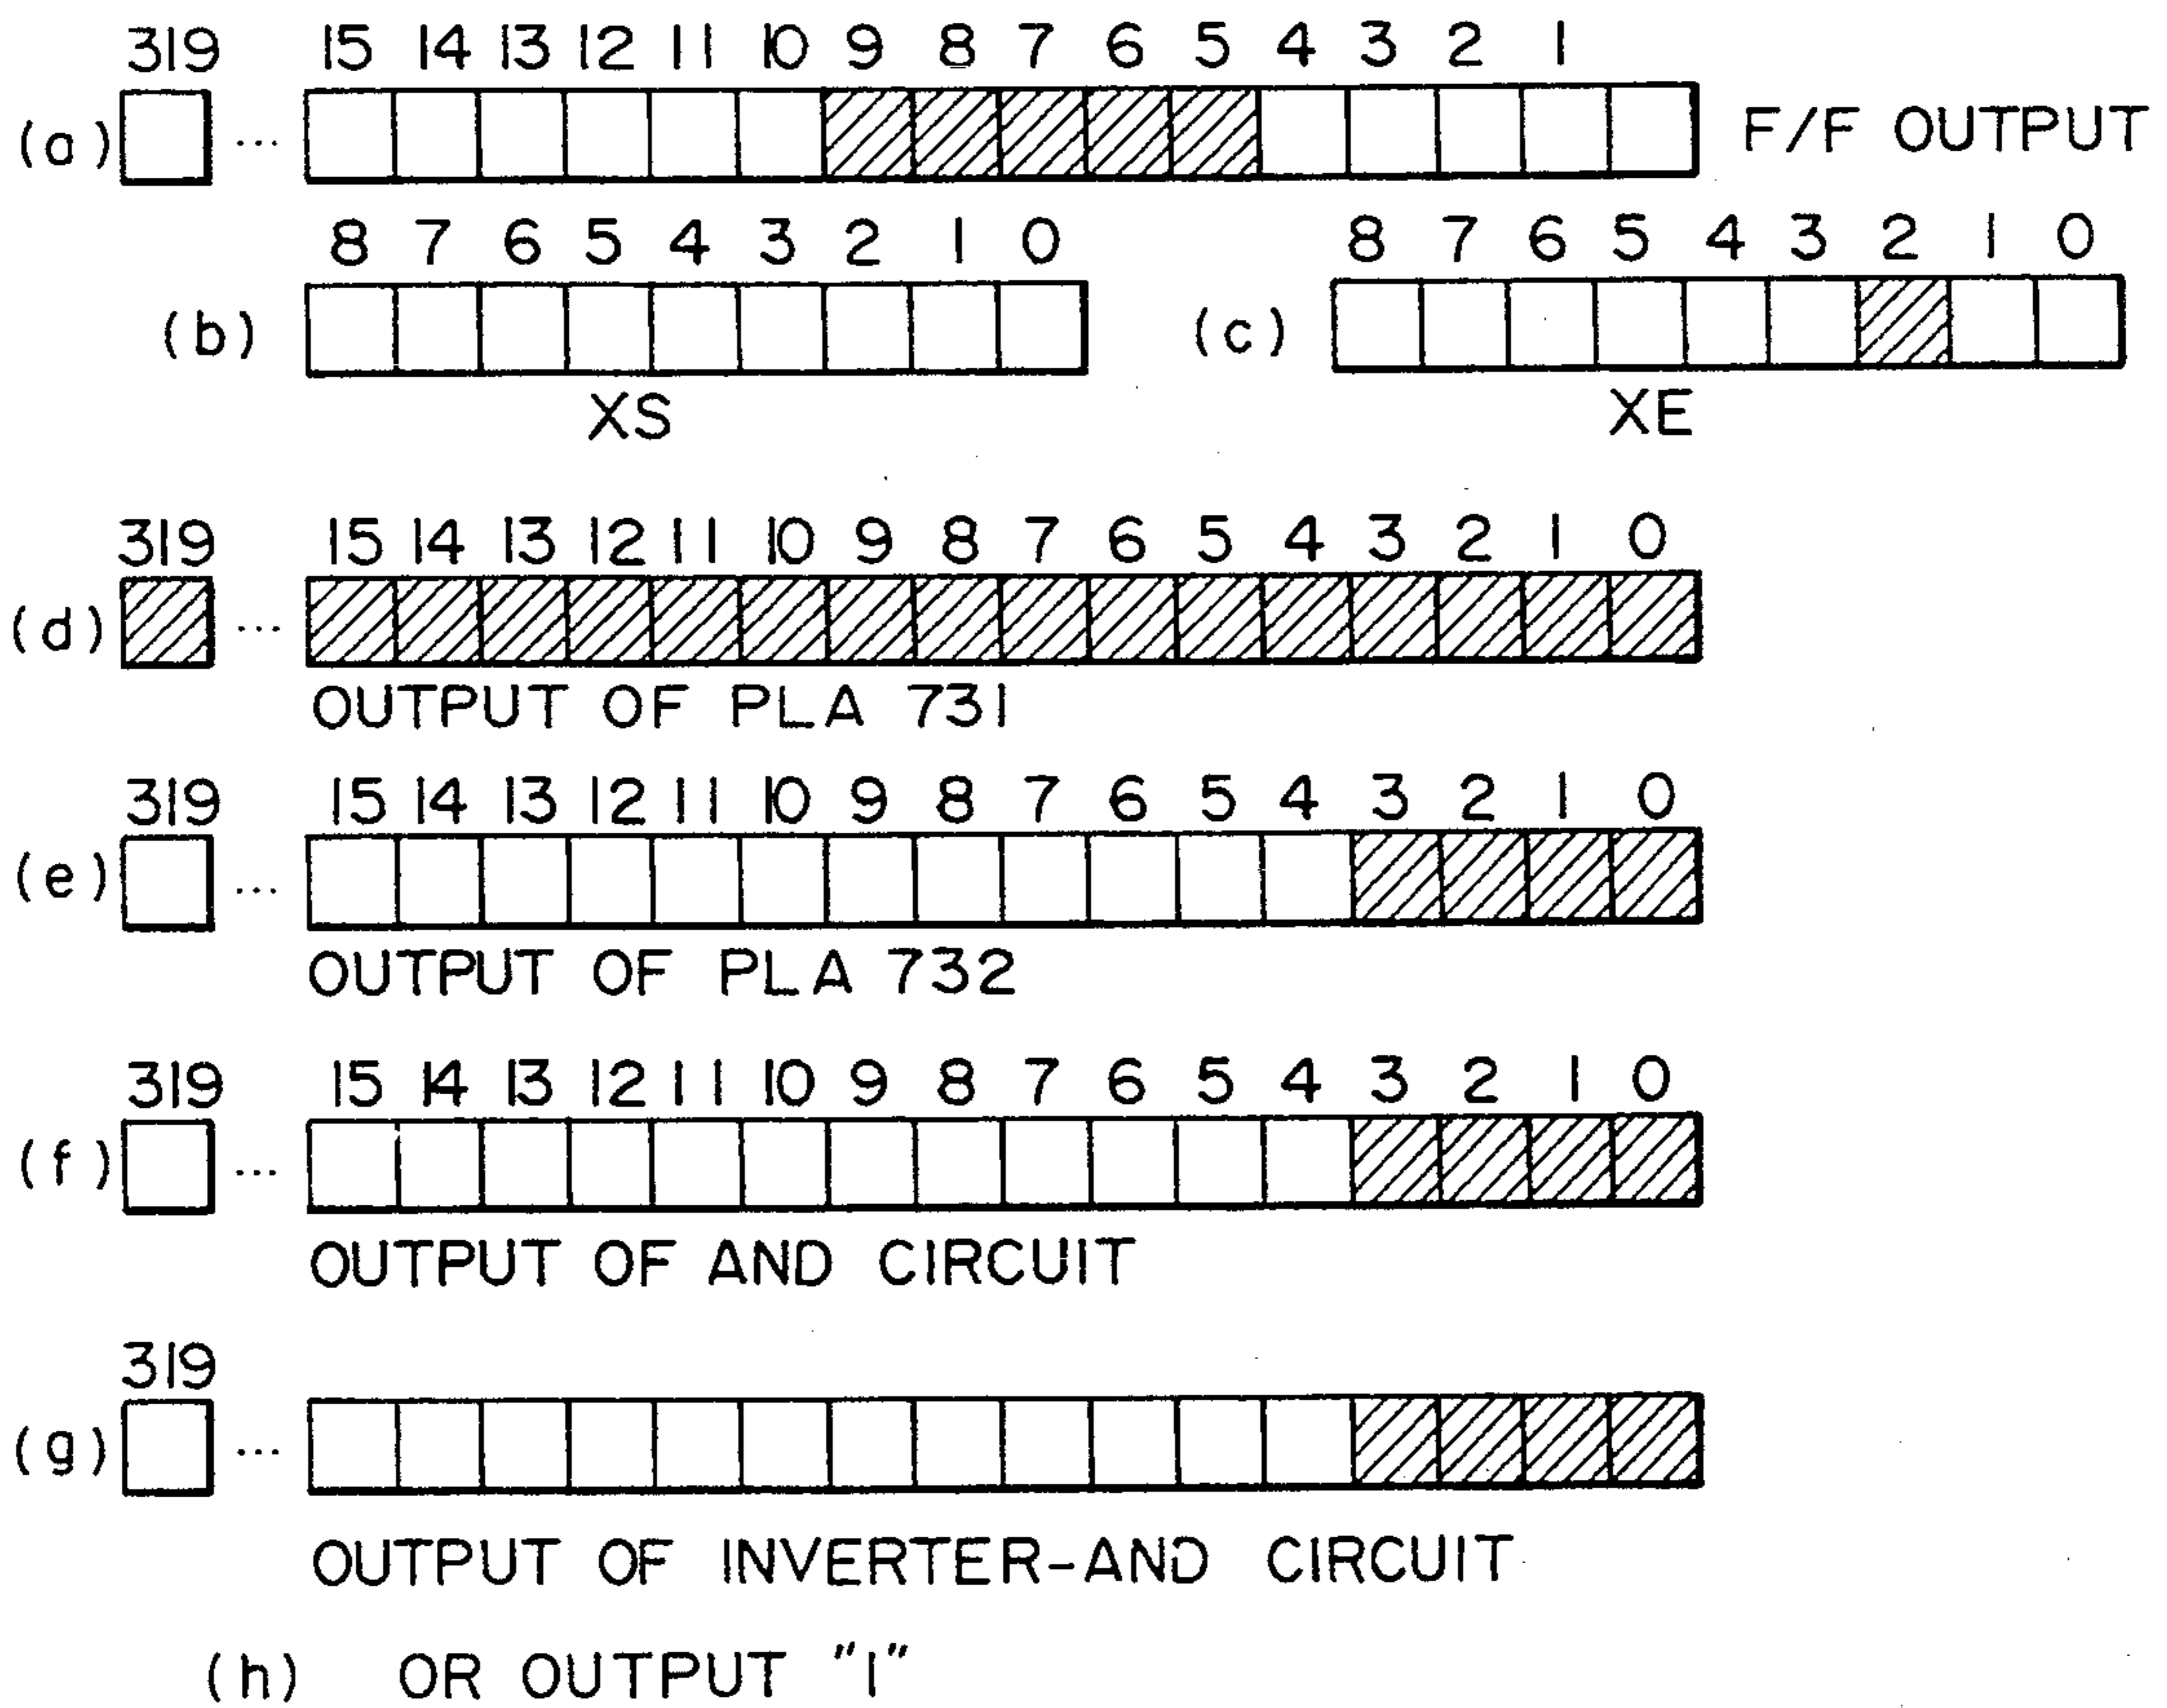 319 15 14 13 12 11 10 9 8 7 6 5 4 3 2 1
(a) ... F/F OUTPUT
8 7 6 5 4 3 2 1 0 8 7 6 5 4 3 2 1 0
(b) (c)
XS XE
319 15 14 13 12 11 10 9 8 7 6 5 4 3 2 1 0
(d) ...
OUTPUT OF PLA 731
319 15 14 13 12 11 10 9 8 7 6 5 4 3 2 1 0
(e) ...
OUTPUT OF PLA 732
319 15 14 13 12 11 10 9 8 7 6 5 4 3 2 1 0
(f) ...
OUTPUT OF AND CIRCUIT
319
(g) ...
OUTPUT OF INVERTER-AND CIRCUIT
(h) OR OUTPUT "1"